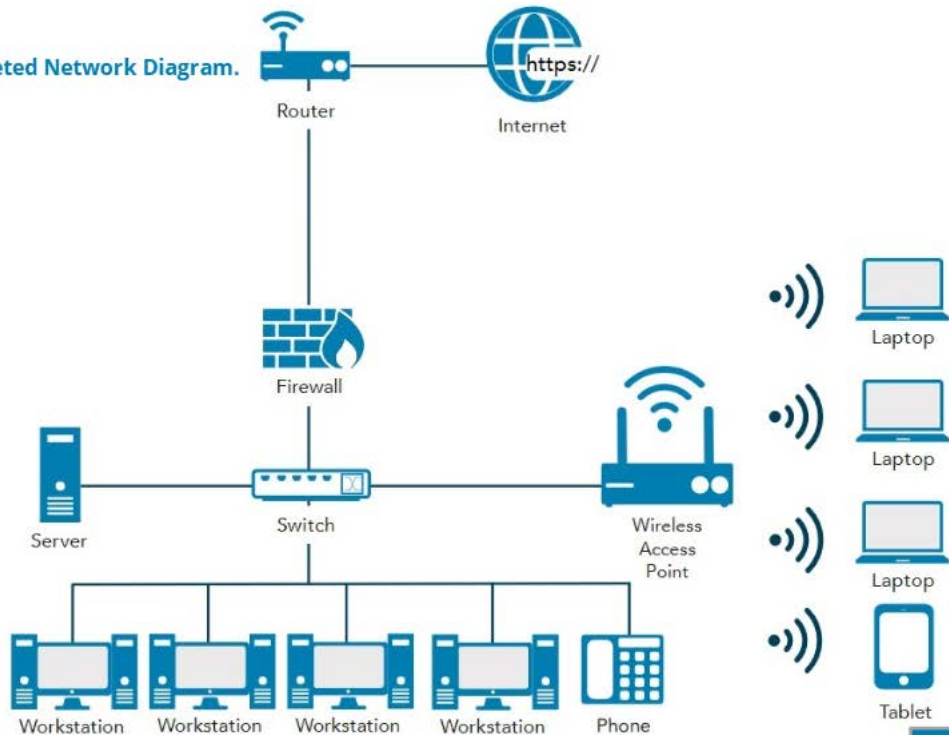 eted Network Diagram.
https://
Router
Internet
Laptop
Firewall
Laptop
Switch
Wireless
Access
Point
Server
Laptop
Workstation
Workstation
Workstation
Workstation
Phone
Tablet